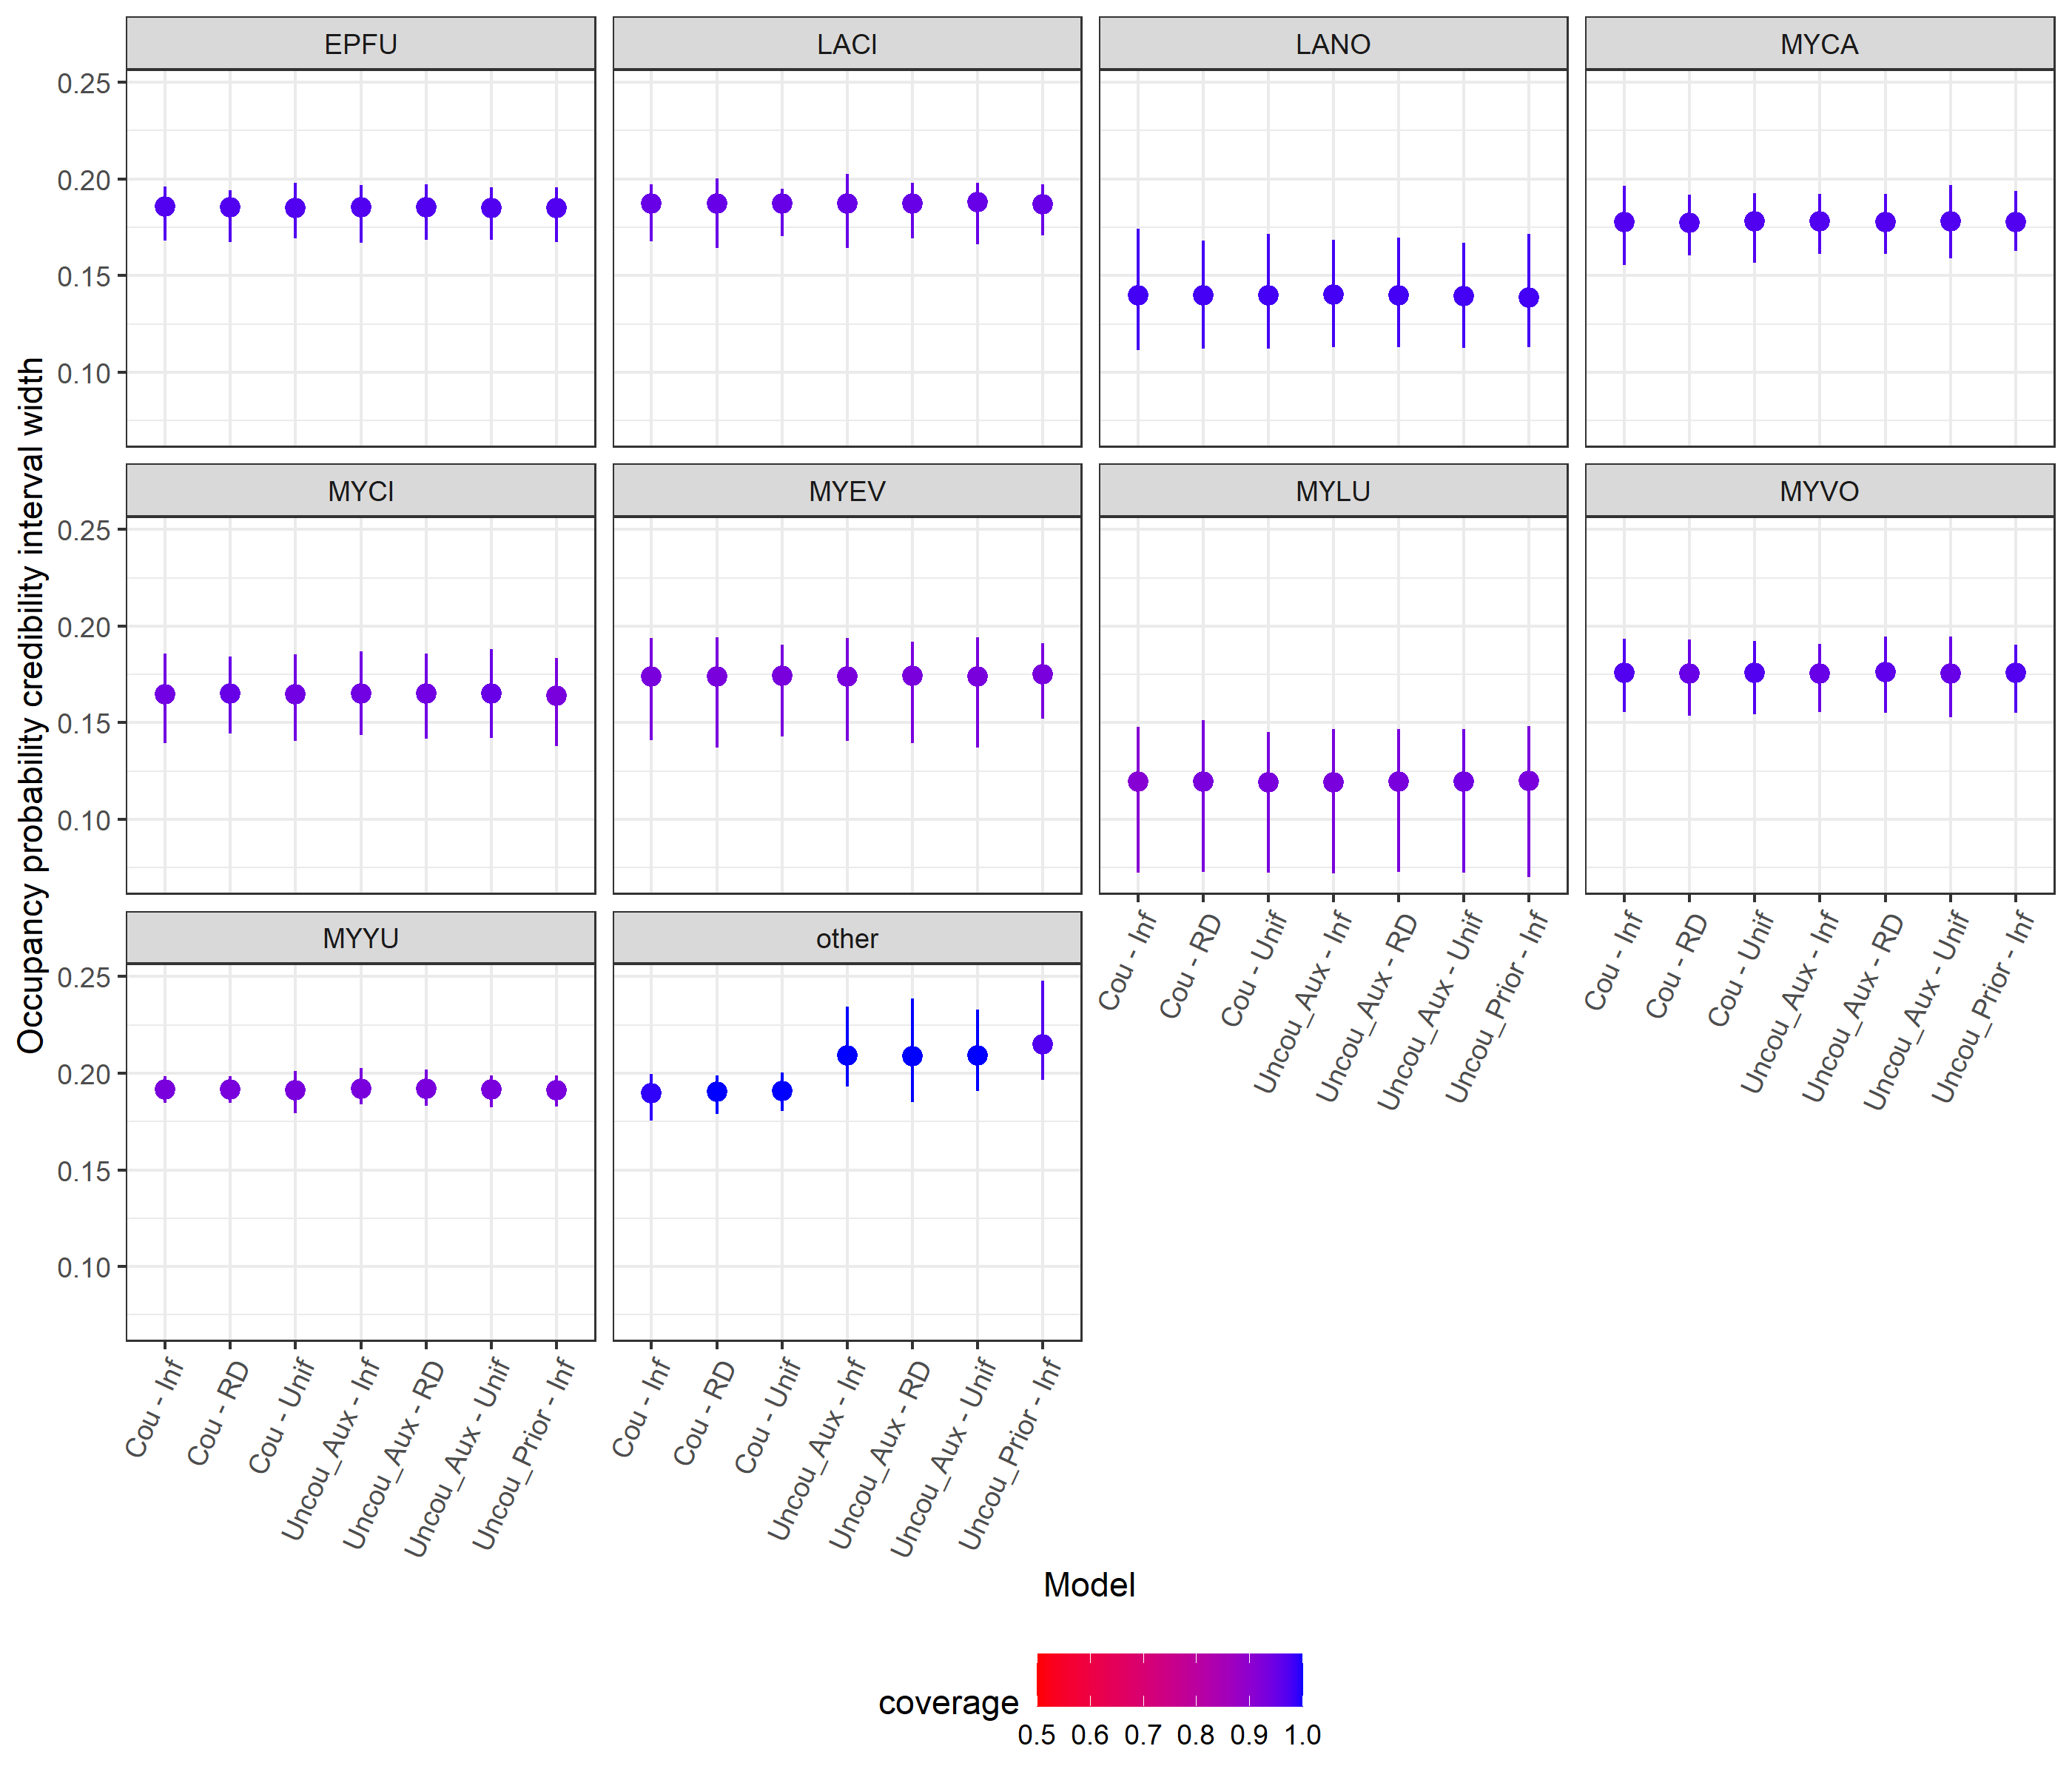 EPFU
LACI
LANO
MYCA
0.25
0.20
0.15
0.10
MYCI
MYEV
MYLU
MYVO
0.25
0.20
0.15
0.10
Cou - Inf
Cou - RD
Cou - Unif
Uncou_Aux - Inf
Uncou_Aux - RD
Uncou_Aux - Unif
Uncou_Prior - Inf
Cou - Inf
Cou - RD
Cou - Unif
Uncou_Aux - Inf
Uncou_Aux - RD
Uncou_Aux - Unif
Uncou_Prior - Inf
MYYU
other
0.25
0.20
0.15
0.10
Cou - Inf
Cou - RD
Cou - Unif
Uncou_Aux - Inf
Uncou_Aux - RD
Uncou_Aux - Unif
Uncou_Prior - Inf
Cou - Inf
Cou - RD
Cou - Unif
Uncou_Aux - Inf
Uncou_Aux - RD
Uncou_Aux - Unif
Uncou_Prior - Inf
Occupancy probability credibility interval width
Model
coverage
0.5 0.6 0.7 0.8 0.9 1.0